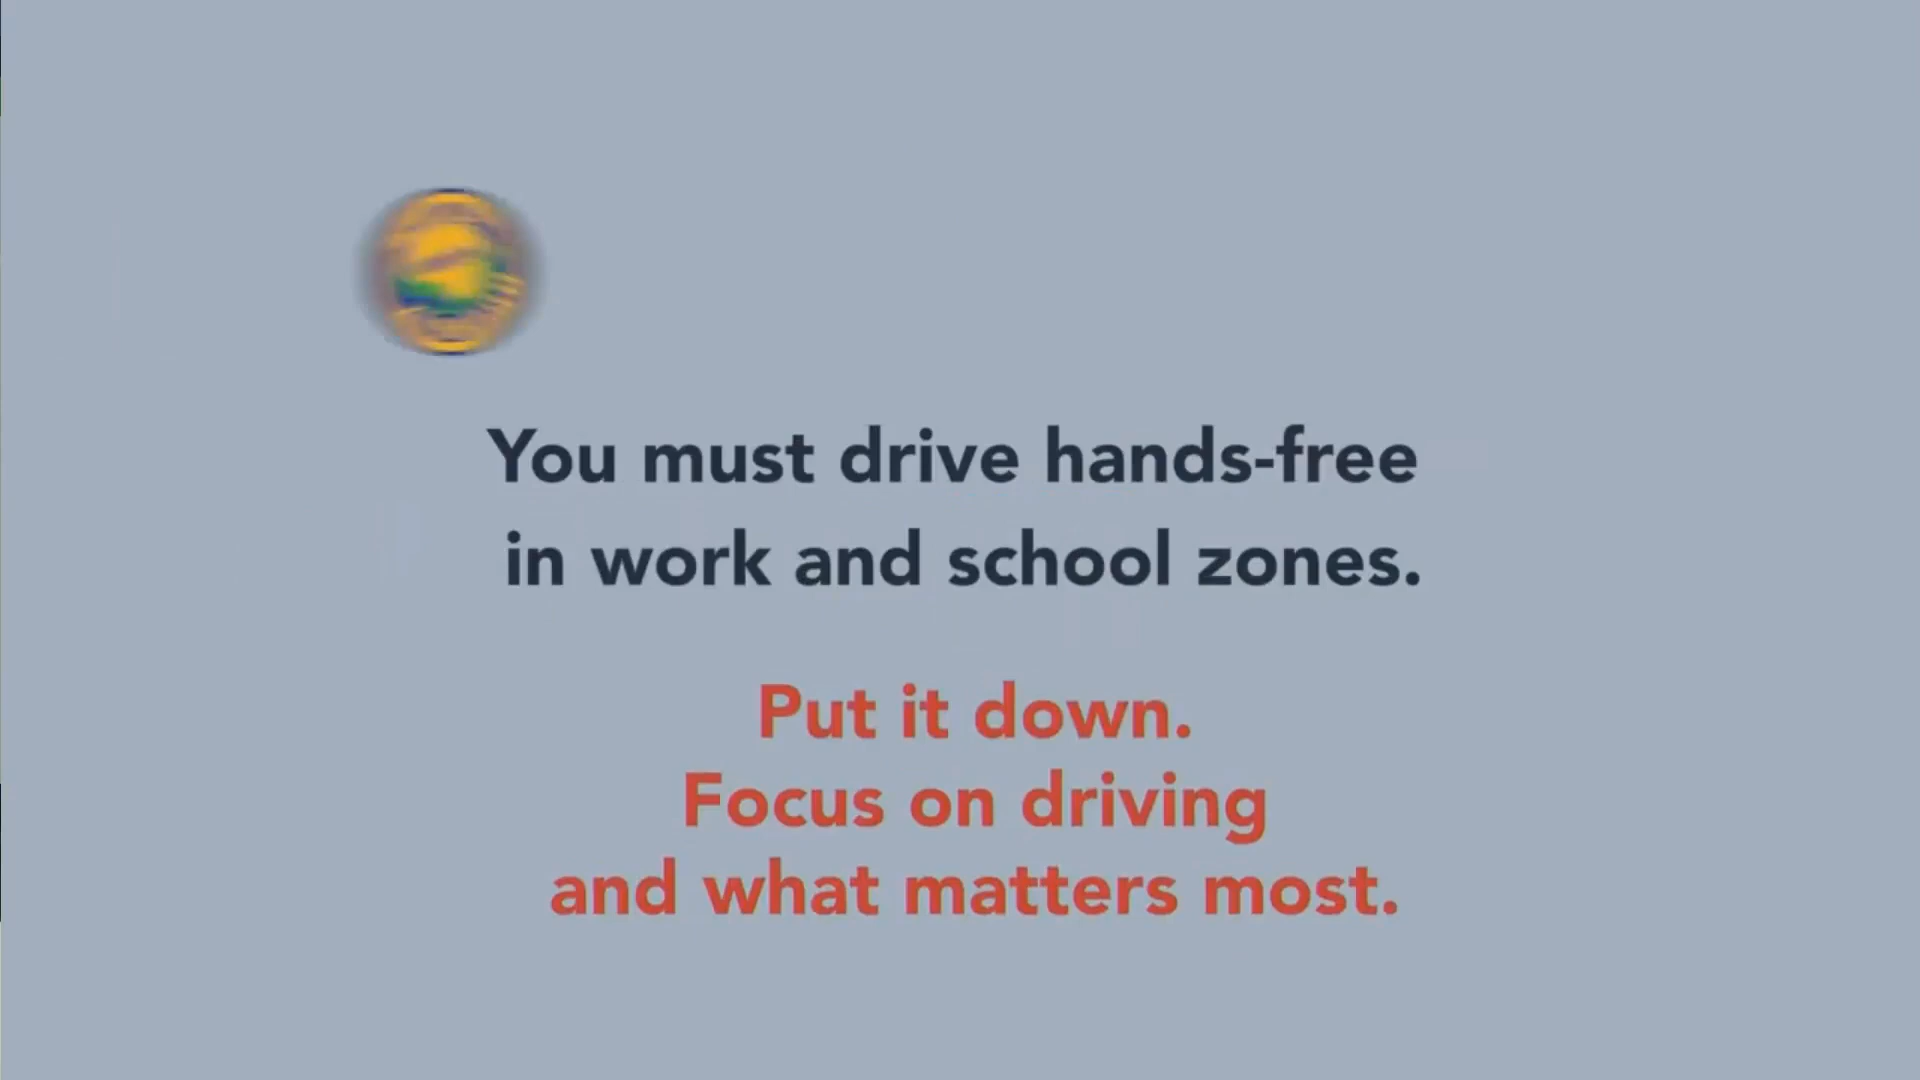 You must drive hands-free
in work and school zones.
Put it down.
Focus on driving
and what matters most.